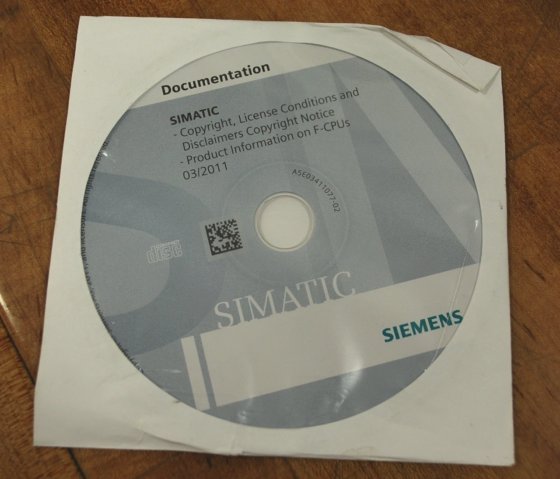 Documentation
SIMATIC
- Copyright, License Conditions and
Disclaimers Copyright Notice
- Product Information on F-CPUs
03/2011
A5E03411077-02
disc
SIMATIC
SIEMENS